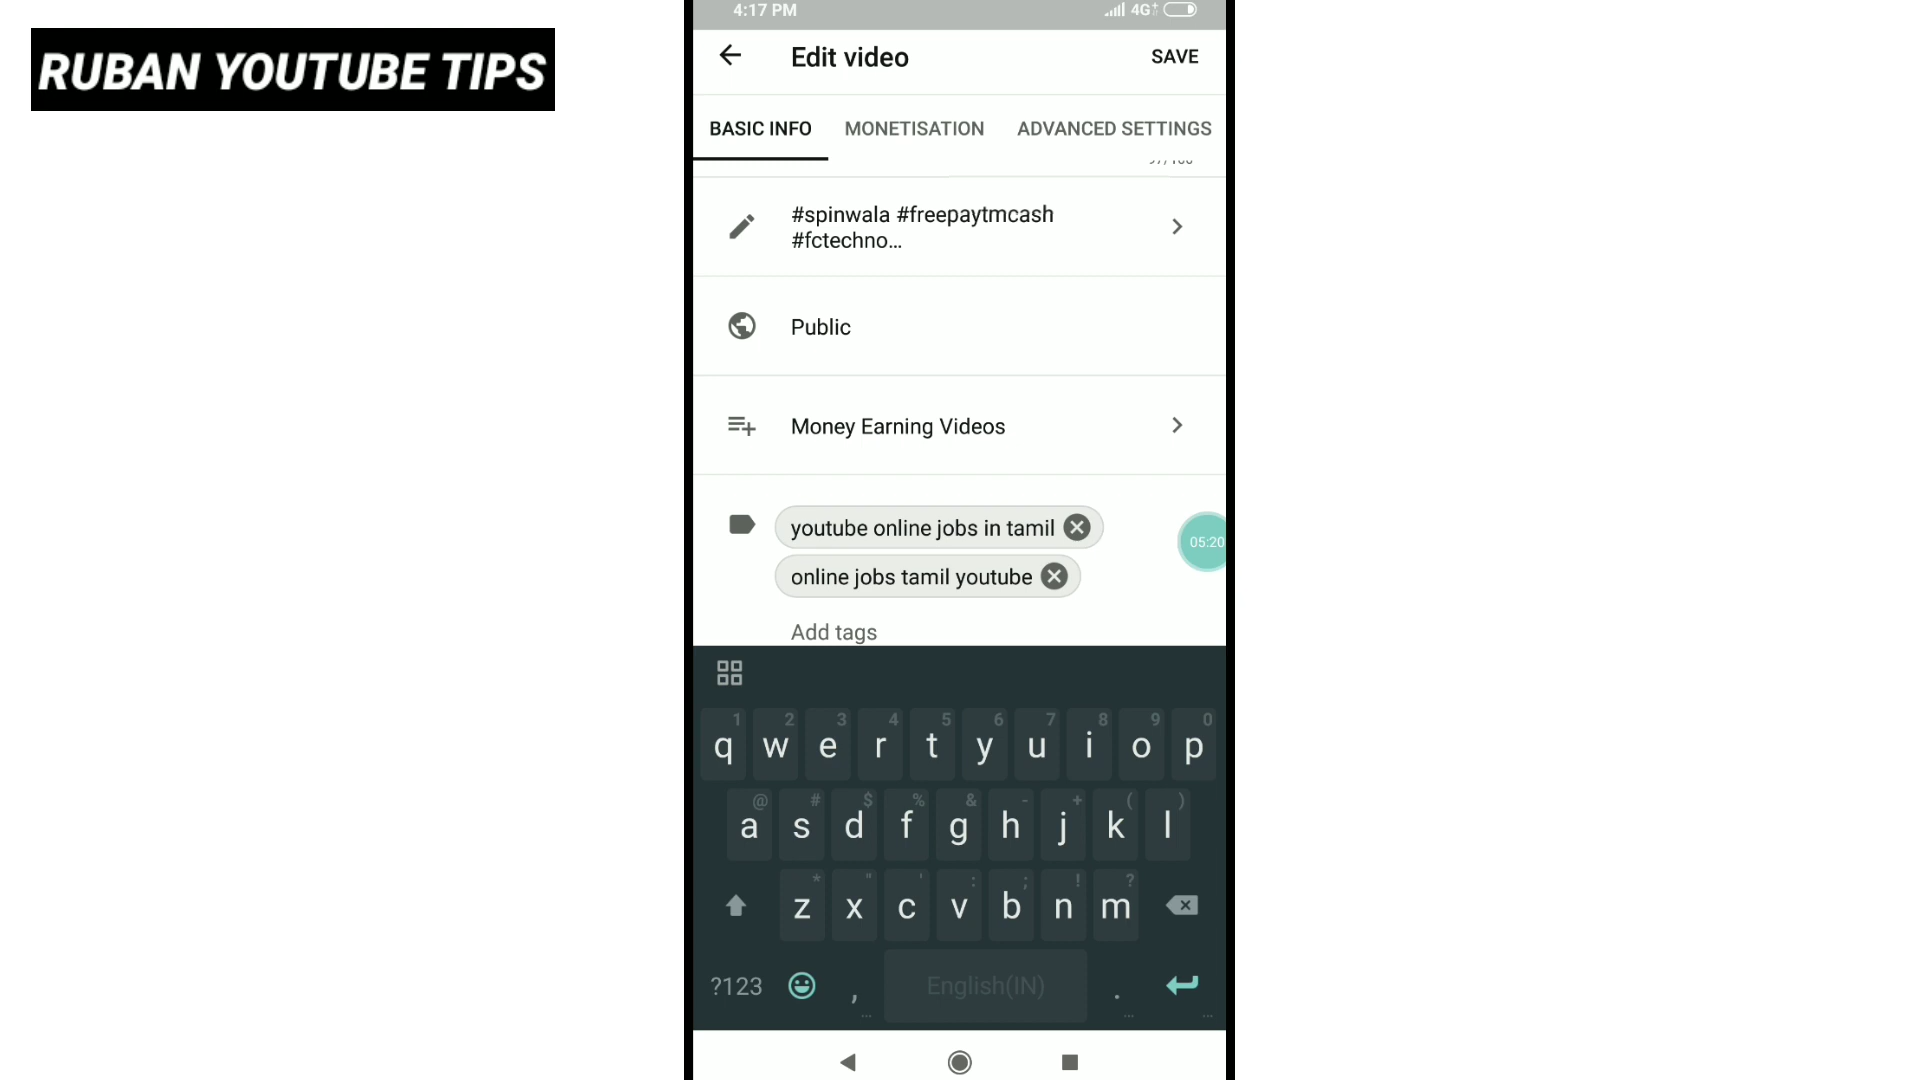 RUBAN YOUTUBE TIPS
4:17 PM
4G+
Edit video
SAVE
BASIC INFO
MONETISATION
ADVANCED SETTINGS
#spinwala #freepaytmcash
#fctechno...
Public
Money Earning Videos
youtube online jobs in tamil
05:20
online jobs tamil youtube
Add tags
1 2 3 4 5 6 7 8 9 0
q w e r t y u i o p
@ # $ % & - + ( )
a s d f g h j k l
* " ' : ; ! ?
z x c v b n m
?123 , English(IN) .